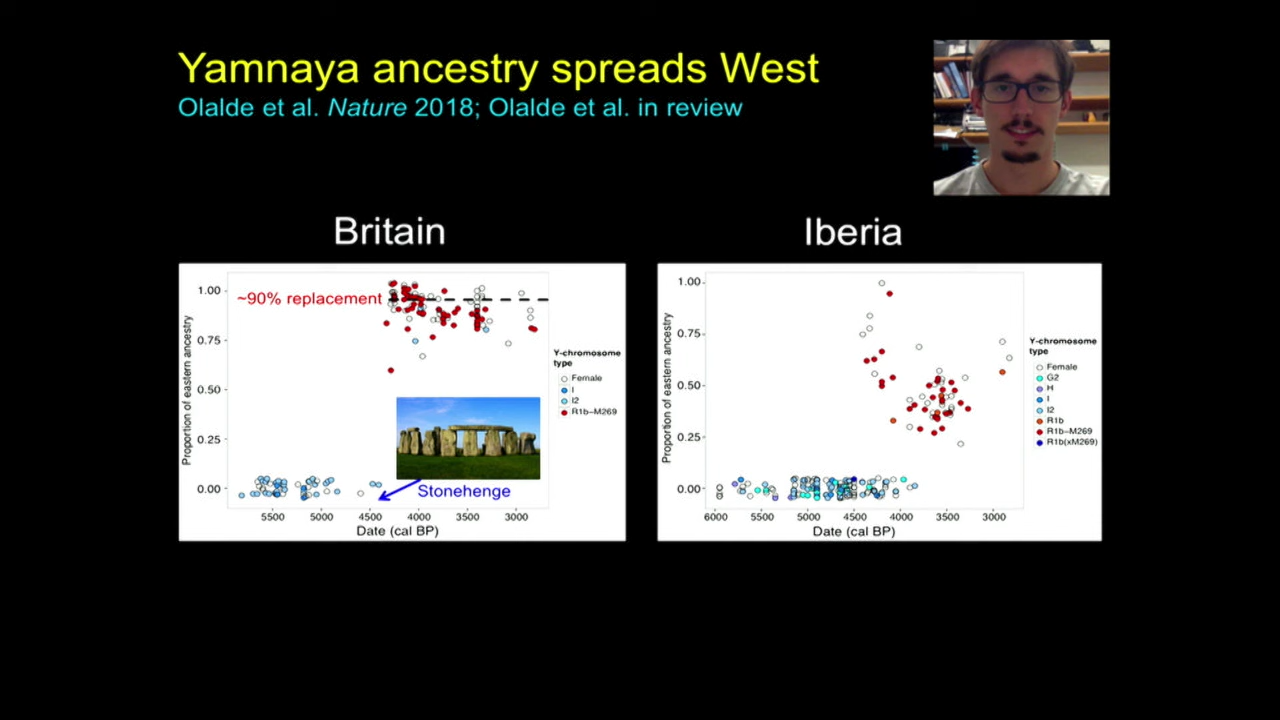 Yamnaya ancestry spreads West
Olalde et al. Nature 2018; Olalde et al. in review
Britain
Iberia
Proportion of eastern ancestry
1.00
0.75
0.50
0.25
0.00
~90% replacement
Stonehenge
5500 5000 4500 4000 3500 3000
Date (cal BP)
Y-chromosome
type
Female
I
I2
R1b-M269
Proportion of eastern ancestry
1.00
0.75
0.50
0.25
0.00
6000 5500 5000 4500 4000 3500 3000
Date (cal BP)
Y-chromosome
type
Female
G2
H
I
I2
R1b
R1b-M269
R1b(xM269)